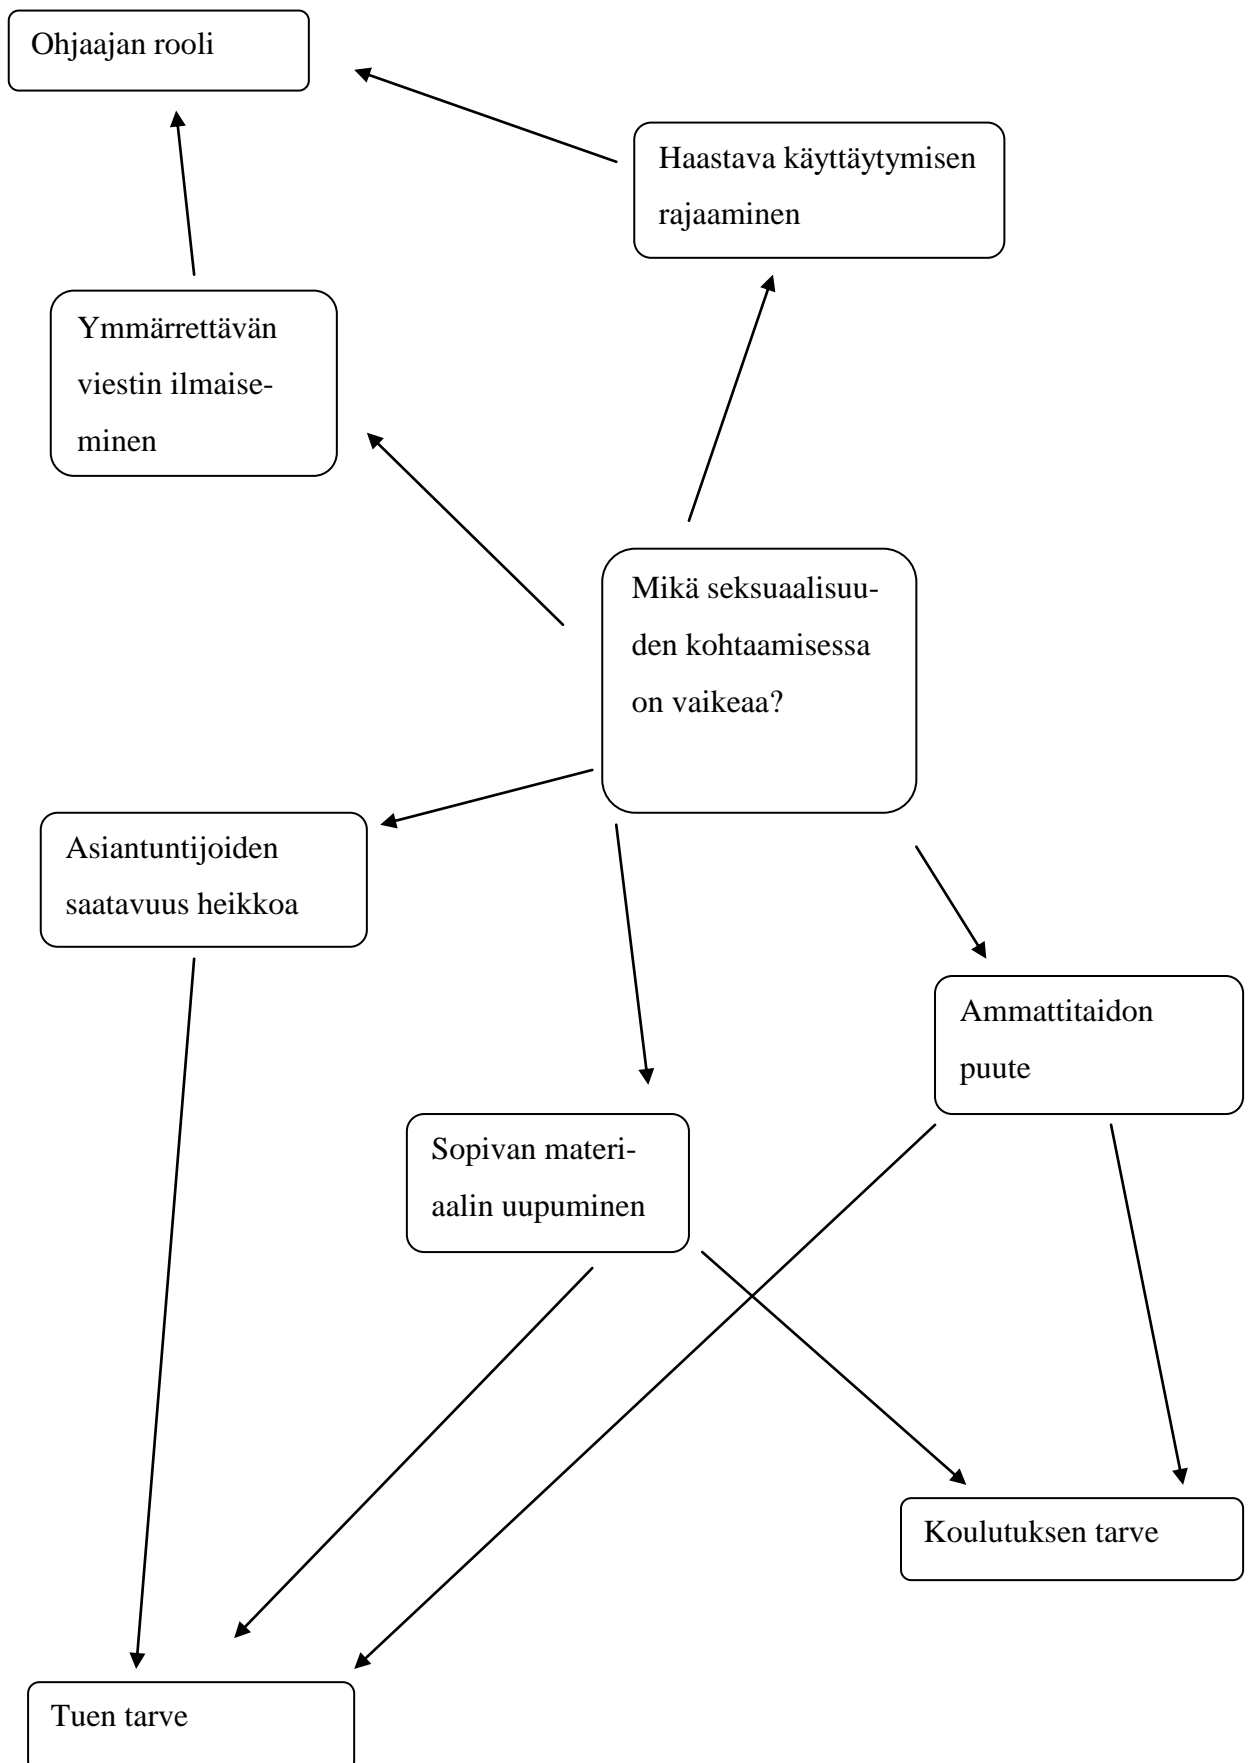 Ohjaajan rooli
Haastava käyttäytymisen
rajaaminen
Ymmärrettävän
viestin ilmaise-
minen
Mikä seksuaalisuu-
den kohtaamisessa
on vaikeaa?
Asiantuntijoiden
saatavuus heikkoa
Ammattitaidon
puute
Sopivan materi-
aalin uupuminen
Koulutuksen tarve
Tuen tarve